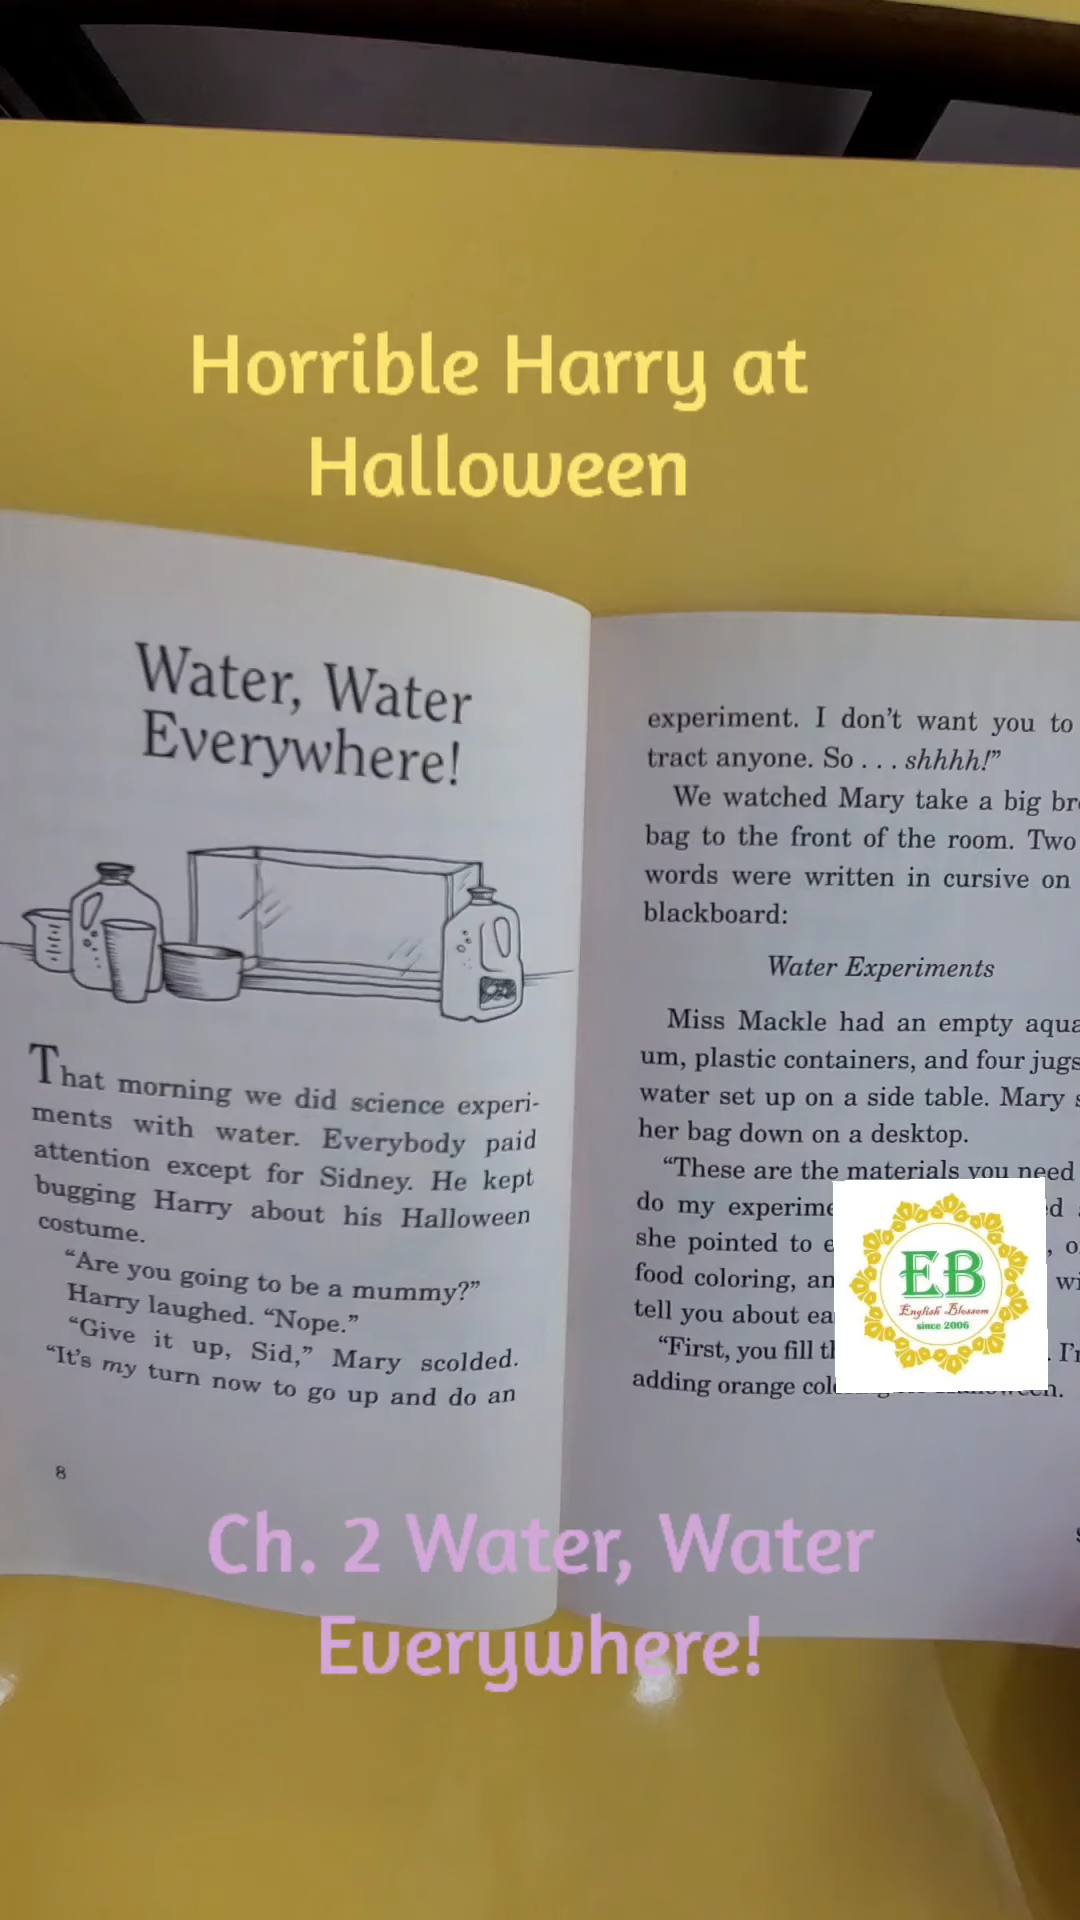 Horrible Harry at
Halloween
Water, Water
Everywhere!
That morning we did science experi-
ments with water. Everybody paid
attention except for Sidney. He kept
bugging Harry about his Halloween
costume.
“Are you going to be a mummy?”
Harry laughed. “Nope.”
“Give it up, Sid,” Mary scolded.
“It’s my turn now to go up and do an
8
experiment. I don’t want you to
tract anyone. So . . . shhhh!”
We watched Mary take a big
bag to the front of the room. Two
words were written in cursive on
blackboard:
Water Experiments
Miss Mackle had an empty
um, plastic containers, and four jugs
water set up on a side table. Mary
her bag down on a desktop.
“These are the materials you need
do my
she pointed to
food coloring,
tell you about
“First, you fill
adding orange
EB
English Blossom
since 2006
Ch. 2 Water, Water
Everywhere!